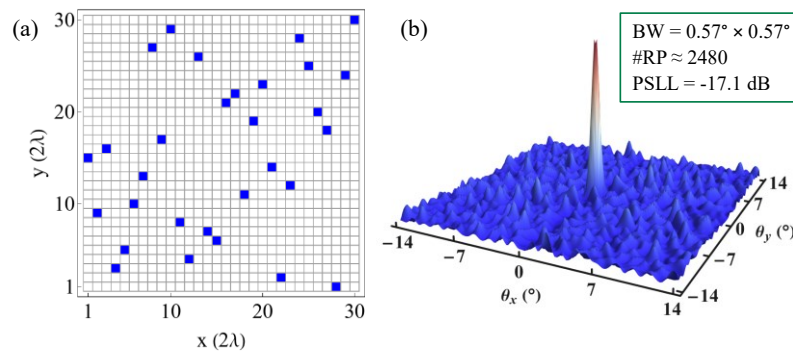 (a)
30
20
10
1
y (2λ)
1
10
20
30
x (2λ)
(b)
BW = 0.57° × 0.57°
#RP ≈ 2480
PSLL = -17.1 dB
14
7
0
−7
−14
θy (°)
−14
−7
0
7
14
θx (°)